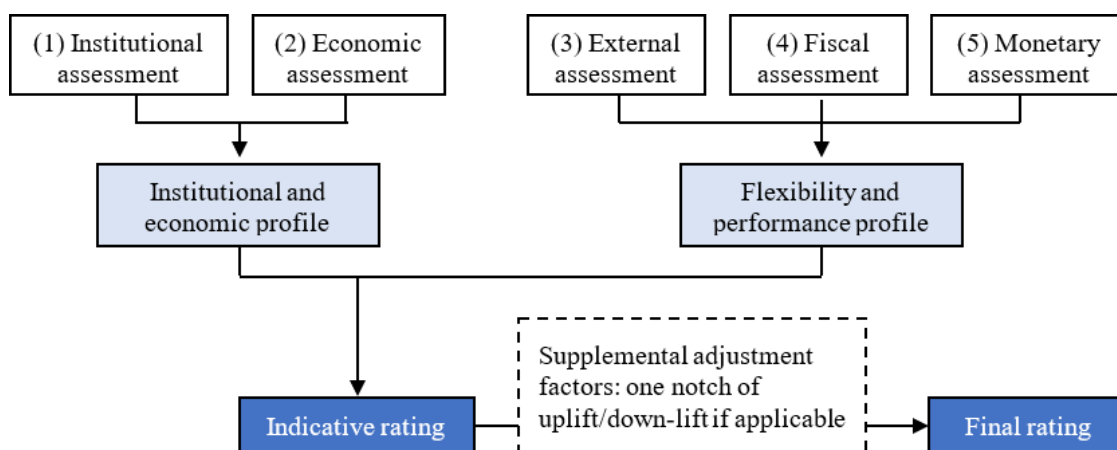 (1) Institutional
assessment
(2) Economic
assessment
(3) External
assessment
(4) Fiscal
assessment
(5) Monetary
assessment
Institutional and
economic profile
Flexibility and
performance profile
Supplemental adjustment
factors: one notch of
uplift/down-lift if applicable
Indicative rating
Final rating